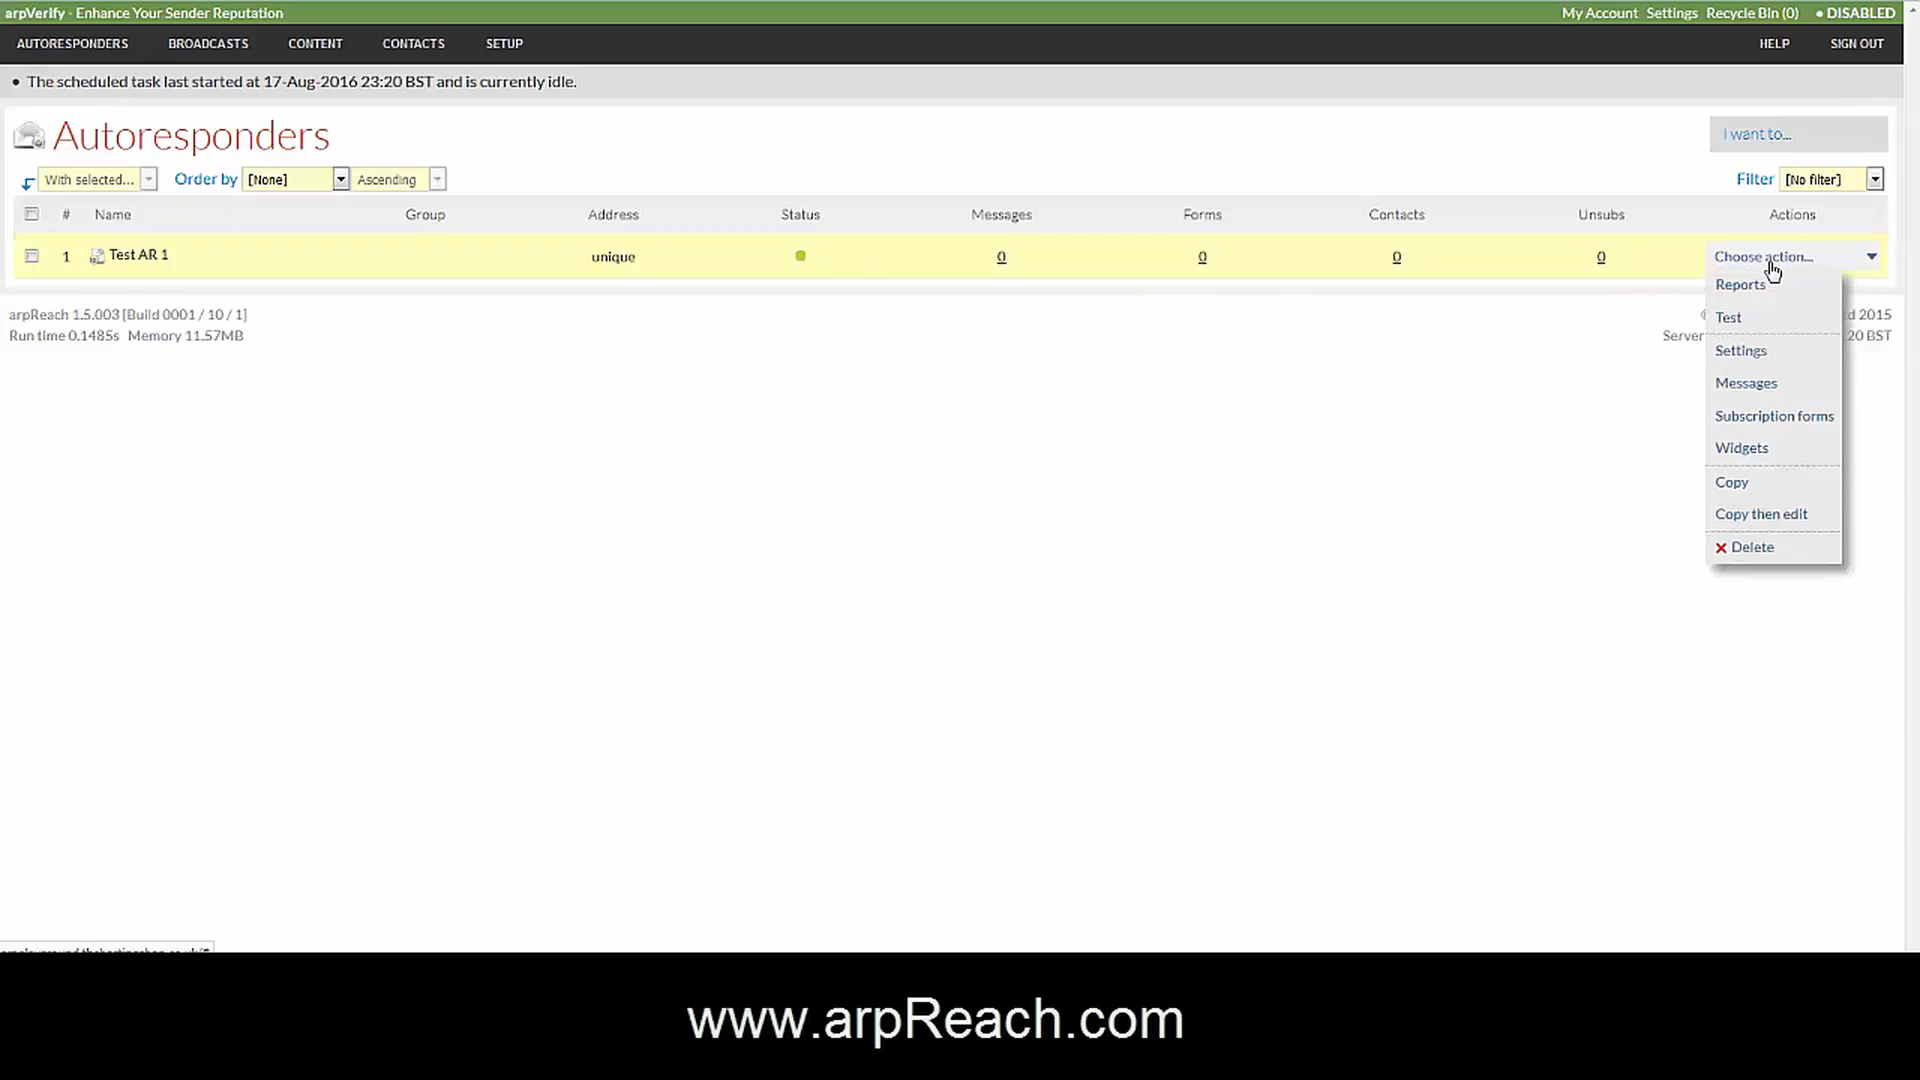 arpVerify - Enhance Your Sender Reputation My Account Settings Recycle Bin (0) • DISABLED
AUTORESPONDERS BROADCASTS CONTENT CONTACTS SETUP HELP SIGN OUT
• The scheduled task last started at 17-Aug-2016 23:20 BST and is currently idle.
Autoresponders I want to...
With selected... Order by [None] Ascending Filter [No filter]
# Name Group Address Status Messages Forms Contacts Unsubs Actions
1 Test AR 1 unique 0 0 0 0 Choose action...
Reports
arpReach 1.5.003 [Build 0001 / 10 / 1] 2015
Test
Run time 0.1485s Memory 11.57MB Server 20 BST
Settings
Messages
Subscription forms
Widgets
Copy
Copy then edit
Delete
www.arpReach.com